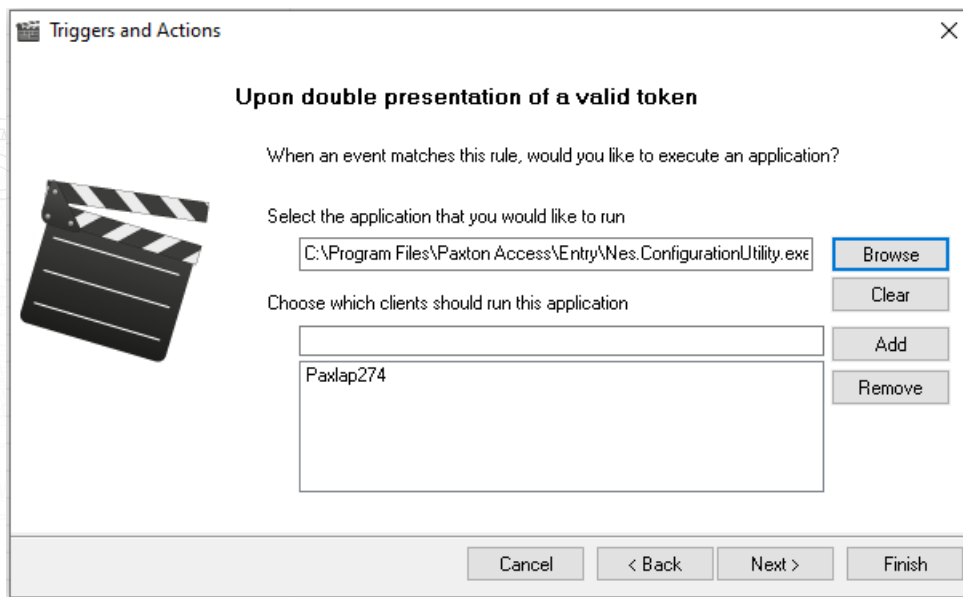 Triggers and Actions
Upon double presentation of a valid token
When an event matches this rule, would you like to execute an application?
Select the application that you would like to run
C:\Program Files\Paxton Access\Entry\Nes.ConfigurationUtility.exe
Browse
Clear
Choose which clients should run this application
Add
Paxlap274
Remove
Cancel
< Back
Next >
Finish